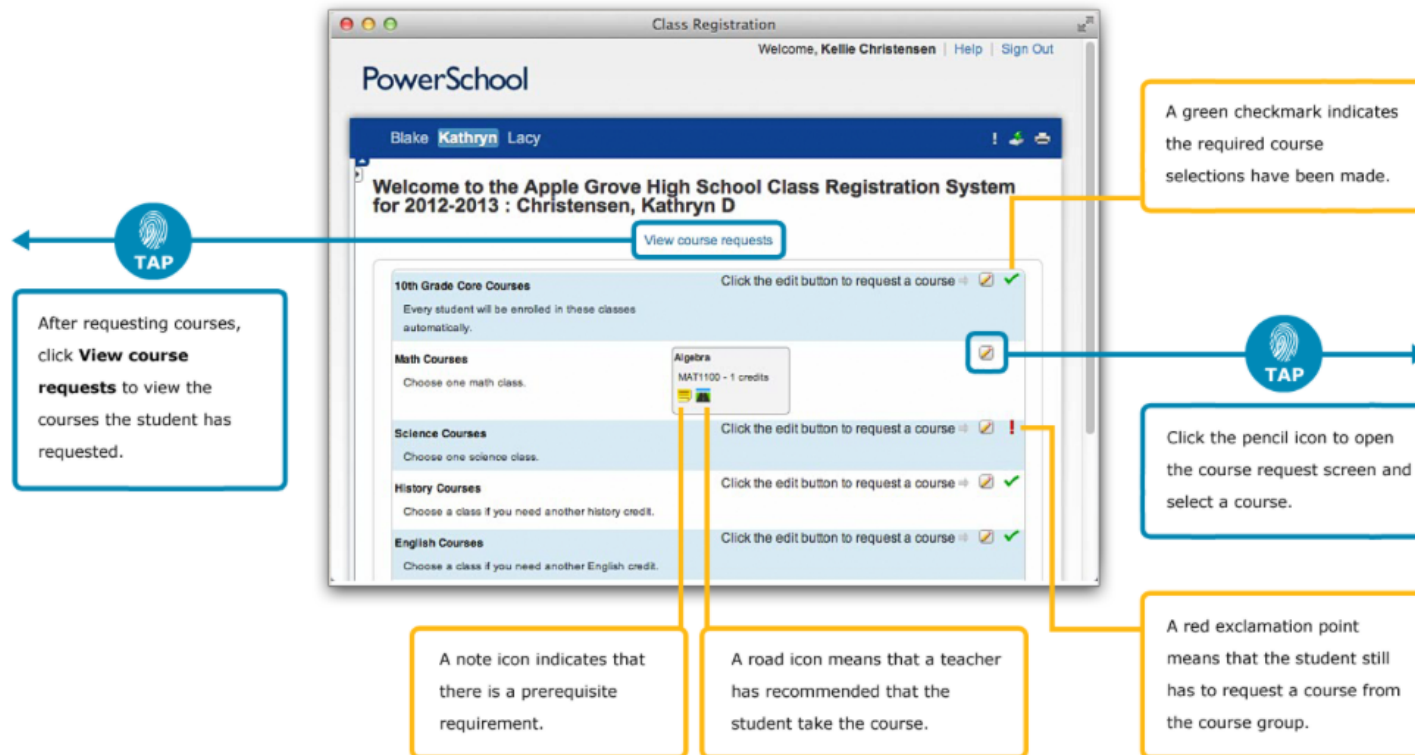 Class Registration
Welcome, Kellie Christensen | Help | Sign Out
PowerSchool
Blake Kathryn Lacy
Welcome to the Apple Grove High School Class Registration System
for 2012-2013 : Christensen, Kathryn D
View course requests
10th Grade Core Courses
Click the edit button to request a course
Every student will be enrolled in these classes
automatically.
Math Courses
Choose one math class.
Algebra
MAT1100 - 1 credits
Science Courses
Click the edit button to request a course
Choose one science class.
History Courses
Click the edit button to request a course
Choose a class if you need another history credit.
English Courses
Click the edit button to request a course
Choose a class if you need another English credit.
TAP
After requesting courses,
click View course
requests to view the
courses the student has
requested.
A green checkmark indicates
the required course
selections have been made.
TAP
Click the pencil icon to open
the course request screen and
select a course.
A note icon indicates that
there is a prerequisite
requirement.
A road icon means that a teacher
has recommended that the
student take the course.
A red exclamation point
means that the student still
has to request a course from
the course group.